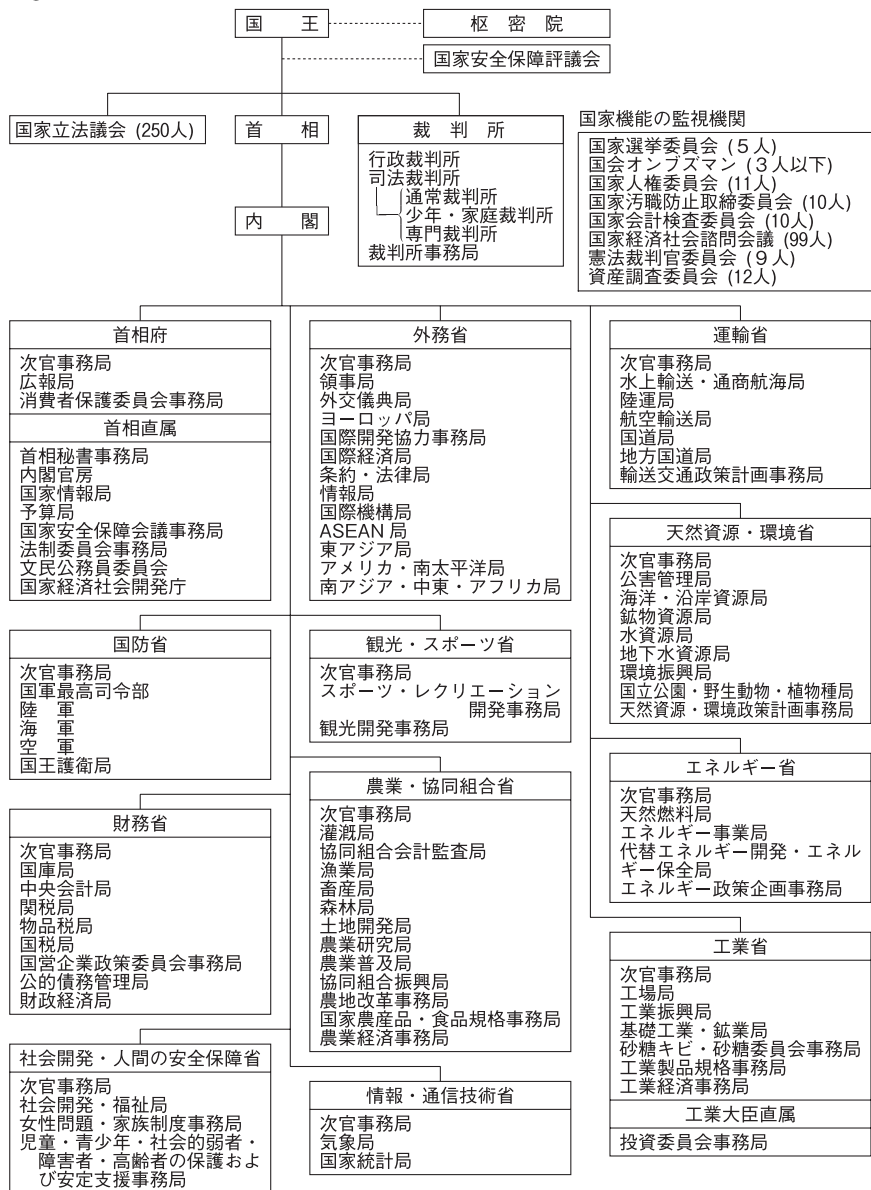 国　王
枢　密　院
国家安全保障評議会
国家立法議会 (250人)
首　相
内　閣
裁　判　所
行政裁判所
司法裁判所
通常裁判所
少年・家庭裁判所
専門裁判所
裁判所事務局
国家機能の監視機関
国家選挙委員会 (５人)
国会オンブズマン (３人以下)
国家人権委員会 (11人)
国家汚職防止取締委員会 (10人)
国家会計検査委員会 (10人)
国家経済社会諮問会議 (99人)
憲法裁判官委員会 (９人)
資産調査委員会 (12人)
首相府
次官事務局
広報局
消費者保護委員会事務局
首相直属
首相秘書事務局
内閣官房
国家情報局
予算局
国家安全保障会議事務局
法制委員会事務局
文民公務員委員会
国家経済社会開発庁
国防省
次官事務局
国軍最高司令部
陸　軍
海　軍
空　軍
国王護衛局
財務省
次官事務局
国庫局
中央会計局
関税局
物品税局
国税局
国営企業政策委員会事務局
公的債務管理局
財政経済局
社会開発・人間の安全保障省
次官事務局
社会開発・福祉局
女性問題・家族制度事務局
児童・青少年・社会的弱者・
障害者・高齢者の保護およ
び安定支援事務局
外務省
次官事務局
領事局
外交儀典局
ヨーロッパ局
国際開発協力事務局
国際経済局
条約・法律局
情報局
国際機構局
ASEAN 局
東アジア局
アメリカ・南太平洋局
南アジア・中東・アフリカ局
観光・スポーツ省
次官事務局
スポーツ・レクリエーション
開発事務局
観光開発事務局
農業・協同組合省
次官事務局
灌漑局
協同組合会計監査局
漁業局
畜産局
森林局
土地開発局
農業研究局
農業普及局
協同組合振興局
農地改革事務局
国家農産品・食品規格事務局
農業経済事務局
情報・通信技術省
次官事務局
気象局
国家統計局
運輸省
次官事務局
水上輸送・通商航海局
陸運局
航空輸送局
国道局
地方国道局
輸送交通政策計画事務局
天然資源・環境省
次官事務局
公害管理局
海洋・沿岸資源局
鉱物資源局
水資源局
地下水資源局
環境振興局
国立公園・野生動物・植物種局
天然資源・環境政策計画事務局
エネルギー省
次官事務局
天然燃料局
エネルギー事業局
代替エネルギー開発・エネル
ギー保全局
エネルギー政策企画事務局
工業省
次官事務局
工場局
工業振興局
基礎工業・鉱業局
砂糖キビ・砂糖委員会事務局
工業製品規格事務局
工業経済事務局
工業大臣直属
投資委員会事務局